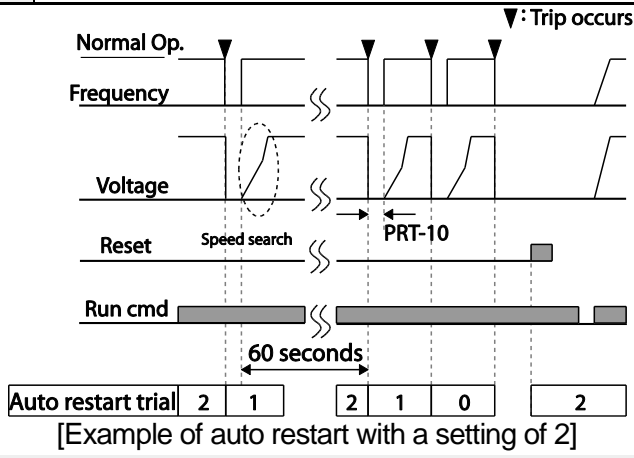 ▼: Trip occurs
Normal Op.
Frequency
Voltage
PRT-10
Speed search
Reset
Run cmd
60 seconds
Auto restart trial 2 1 2 1 0 2
[Example of auto restart with a setting of 2]